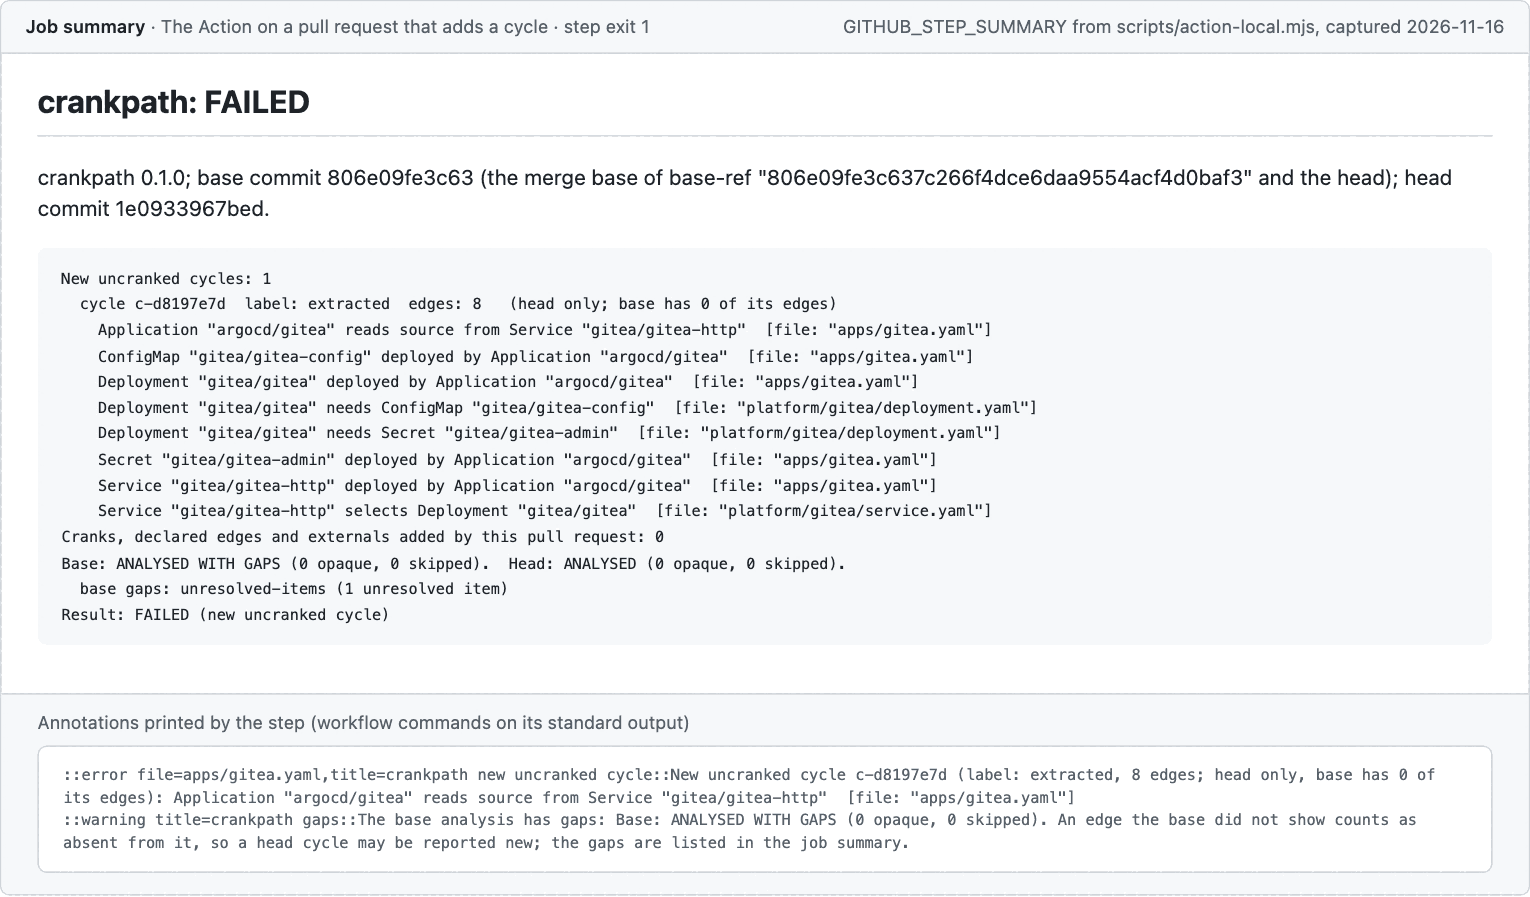 Job summary · The Action on a pull request that adds a cycle · step exit 1
GITHUB_STEP_SUMMARY from scripts/action-local.mjs, captured 2026-11-16
crankpath: FAILED
crankpath 0.1.0; base commit 806e09fe3c63 (the merge base of base-ref "806e09fe3c637c266f4dce6daa9554acf4d0baf3" and the head); head
commit 1e0933967bed.
New uncranked cycles: 1
  cycle c-d8197e7d  label: extracted  edges: 8   (head only; base has 0 of its edges)
    Application "argocd/gitea" reads source from Service "gitea/gitea-http"  [file: "apps/gitea.yaml"]
    ConfigMap "gitea/gitea-config" deployed by Application "argocd/gitea"  [file: "apps/gitea.yaml"]
    Deployment "gitea/gitea" deployed by Application "argocd/gitea"  [file: "apps/gitea.yaml"]
    Deployment "gitea/gitea" needs ConfigMap "gitea/gitea-config"  [file: "platform/gitea/deployment.yaml"]
    Deployment "gitea/gitea" needs Secret "gitea/gitea-admin"  [file: "platform/gitea/deployment.yaml"]
    Secret "gitea/gitea-admin" deployed by Application "argocd/gitea"  [file: "apps/gitea.yaml"]
    Service "gitea/gitea-http" deployed by Application "argocd/gitea"  [file: "apps/gitea.yaml"]
    Service "gitea/gitea-http" selects Deployment "gitea/gitea"  [file: "platform/gitea/service.yaml"]
Cranks, declared edges and externals added by this pull request: 0
Base: ANALYSED WITH GAPS (0 opaque, 0 skipped).  Head: ANALYSED (0 opaque, 0 skipped).
  base gaps: unresolved-items (1 unresolved item)
Result: FAILED (new uncranked cycle)
Annotations printed by the step (workflow commands on its standard output)
::error file=apps/gitea.yaml,title=crankpath new uncranked cycle::New uncranked cycle c-d8197e7d (label: extracted, 8 edges; head only, base has 0 of
its edges): Application "argocd/gitea" reads source from Service "gitea/gitea-http"  [file: "apps/gitea.yaml"]
::warning title=crankpath gaps::The base analysis has gaps: Base: ANALYSED WITH GAPS (0 opaque, 0 skipped). An edge the base did not show counts as
absent from it, so a head cycle may be reported new; the gaps are listed in the job summary.